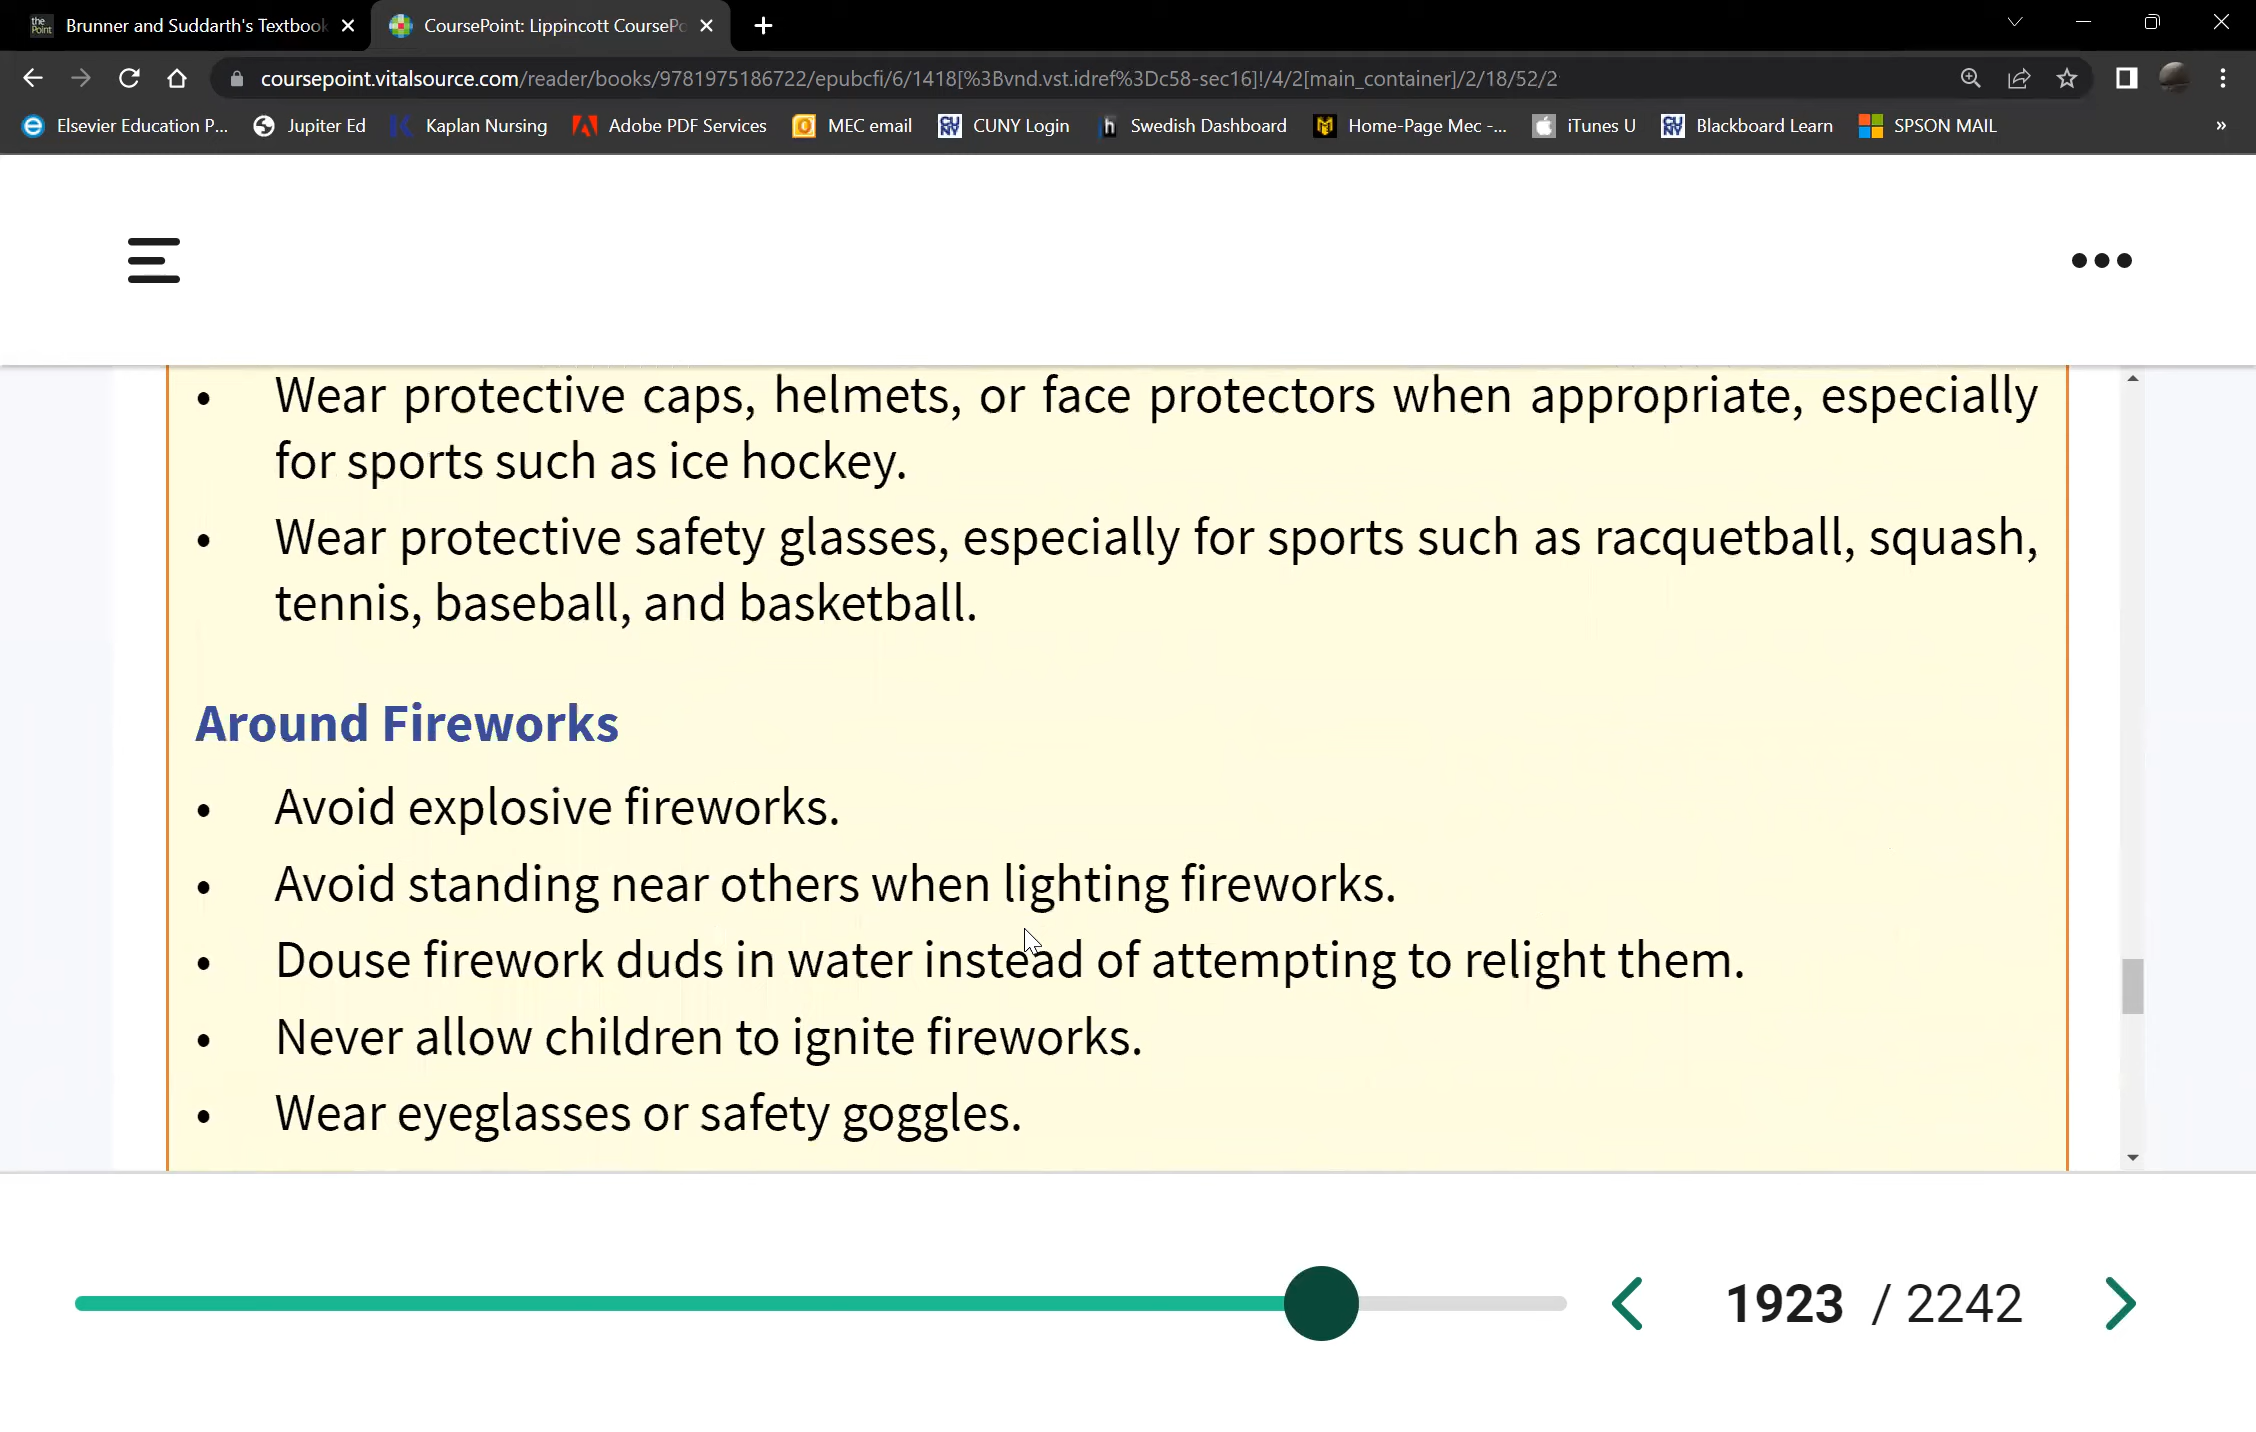 the Point
Brunner and Suddarth's Textbook
CoursePoint: Lippincott CoursePo
coursepoint.vitalsource.com/reader/books/9781975186722/epubcfi/6/1418[%3Bvnd.vst.idref%3Dc58-sec16]!/4/2[main_container]/2/18/52/2
Elsevier Education P... Jupiter Ed Kaplan Nursing Adobe PDF Services MEC email CUNY Login Swedish Dashboard Home-Page Mec -... iTunes U Blackboard Learn SPSON MAIL »
• Wear protective caps, helmets, or face protectors when appropriate, especially
for sports such as ice hockey.
• Wear protective safety glasses, especially for sports such as racquetball, squash,
tennis, baseball, and basketball.
Around Fireworks
• Avoid explosive fireworks.
• Avoid standing near others when lighting fireworks.
• Douse firework duds in water instead of attempting to relight them.
• Never allow children to ignite fireworks.
• Wear eyeglasses or safety goggles.
1923 / 2242